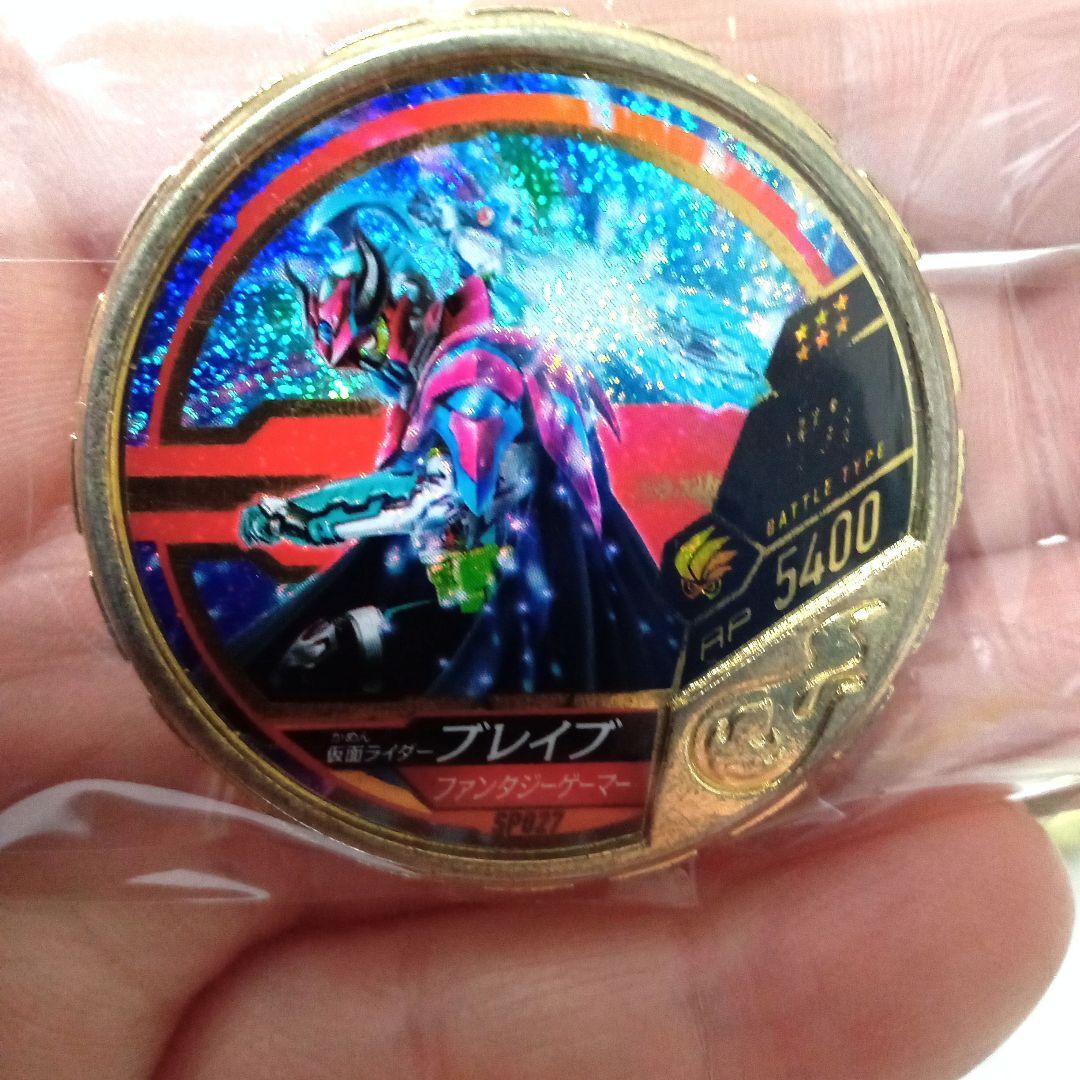 BATTLE TYPE
AP 5400
かめん
仮面ライダーブレイブ
ファンタジーゲーマー
SP027